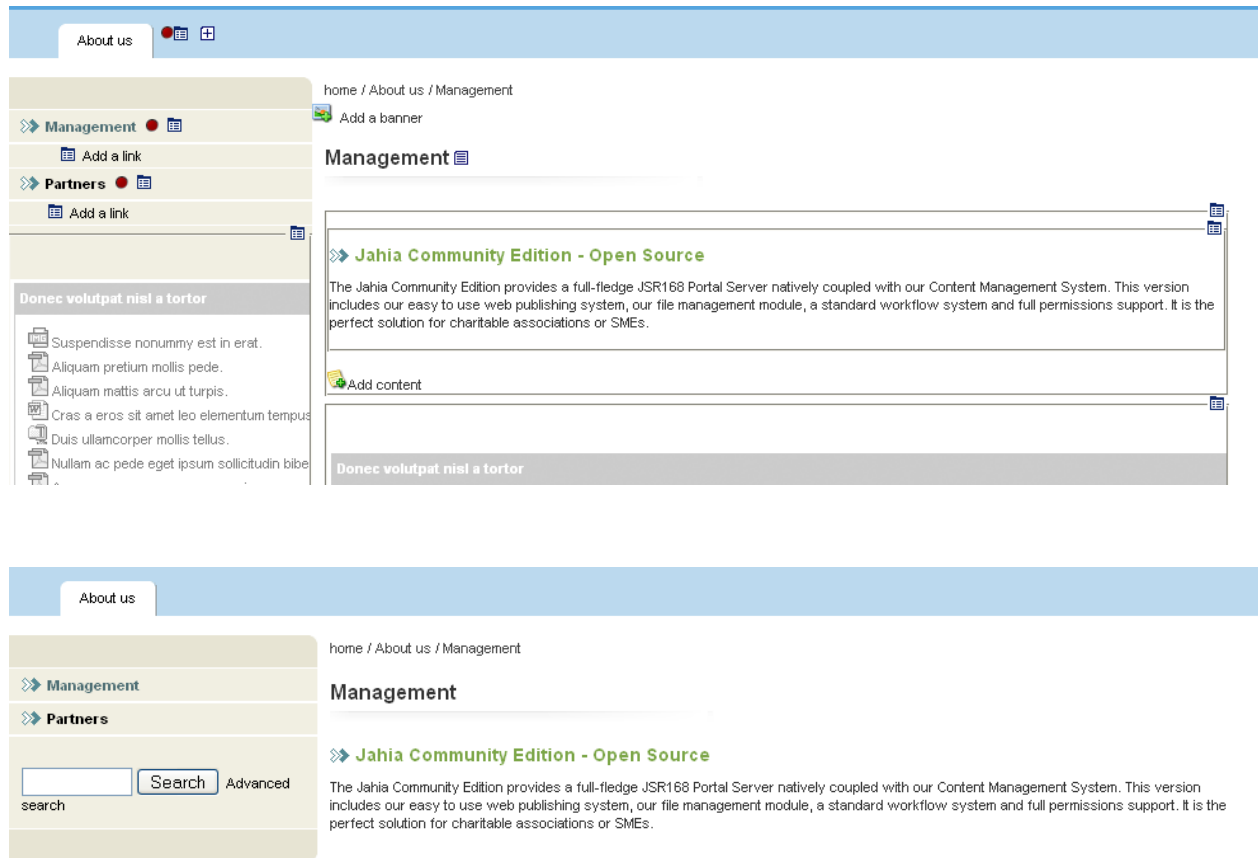 About us
home / About us / Management
Add a banner
Management
Add a link
Partners
Add a link
Management
Jahia Community Edition - Open Source
The Jahia Community Edition provides a full-fledge JSR168 Portal Server natively coupled with our Content Management System. This version
includes our easy to use web publishing system, our file management module, a standard workflow system and full permissions support. It is the
perfect solution for charitable associations or SMEs.
Add content
Donec volutpat nisl a tortor
Suspendisse nonummy est in erat.
Aliquam pretium mollis pede.
Aliquam mattis arcu ut turpis.
Cras a eros sit amet leo elementum tempus
Duis ullamcorper mollis tellus.
Nullam ac pede eget ipsum sollicitudin bibe
Donec volutpat nisl a tortor
About us
home / About us / Management
Management
Partners
Search Advanced
search
Management
Jahia Community Edition - Open Source
The Jahia Community Edition provides a full-fledge JSR168 Portal Server natively coupled with our Content Management System. This version
includes our easy to use web publishing system, our file management module, a standard workflow system and full permissions support. It is the
perfect solution for charitable associations or SMEs.